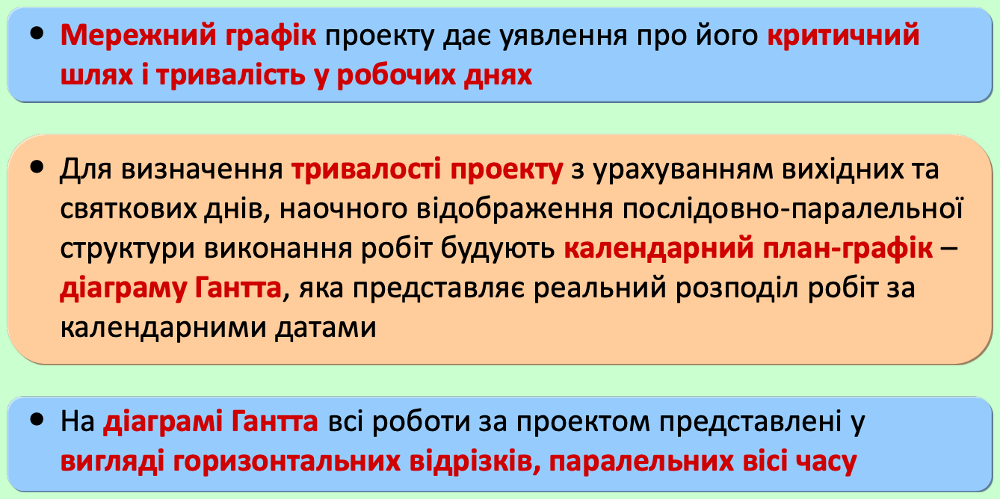 • Мережний графік проекту дає уявлення про його критичний
шлях і тривалість у робочих днях
• Для визначення тривалості проекту з урахуванням вихідних та
святкових днів, наочного відображення послідовно-паралельної
структури виконання робіт будують календарний план-графік –
діаграму Гантта, яка представляє реальний розподіл робіт за
календарними датами
• На діаграмі Гантта всі роботи за проектом представлені у
вигляді горизонтальних відрізків, паралельних вісі часу